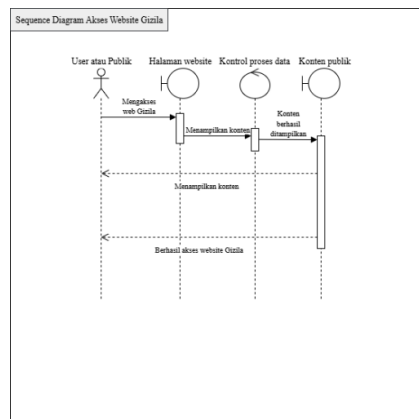 Sequence Diagram Akses Website Gizila
User atau Publik
Halaman website
Kontrol proses data
Konten publik
Mengakses
web Gizila
Menampilkan konten
Konten
berhasil
ditampilkan
Menampilkan konten
Berhasil akses website Gizila